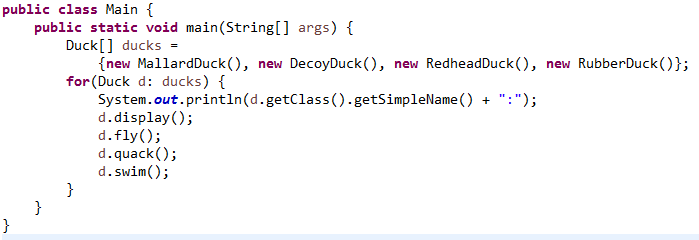 public class Main {
    public static void main(String[] args) {
        Duck[] ducks =
            {new MallardDuck(), new DecoyDuck(), new RedheadDuck(), new RubberDuck()};
        for(Duck d: ducks) {
            System.out.println(d.getClass().getSimpleName() + ":");
            d.display();
            d.fly();
            d.quack();
            d.swim();
        }
    }
}